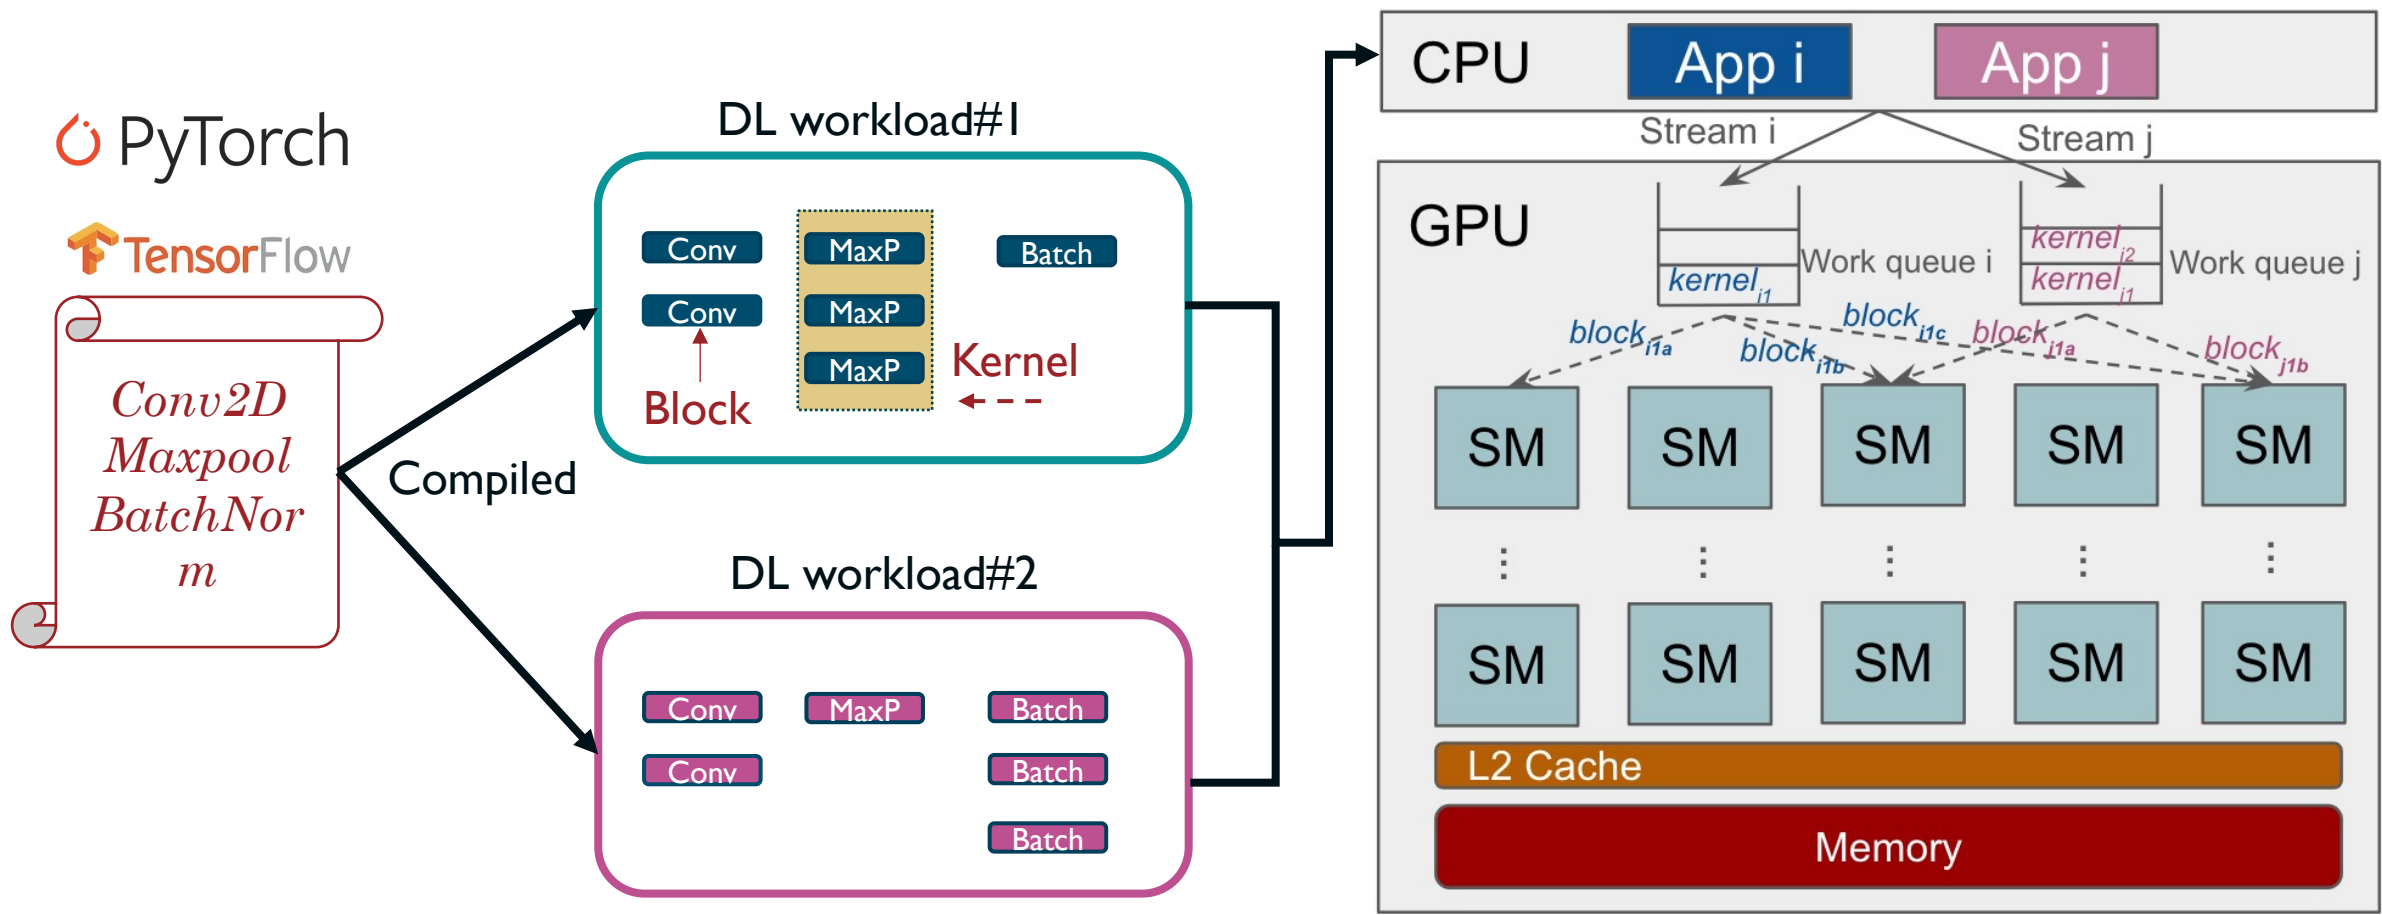 PyTorch
TensorFlow
Conv2D
Maxpool
BatchNor
m
Compiled
DL workload#1
Conv
MaxP
Batch
Conv
MaxP
MaxP
Block
Kernel
DL workload#2
Conv
MaxP
Batch
Conv
Batch
Batch
CPU
App i
App j
Stream i
Stream j
GPU
kernel i1
Work queue i
kernel j2
kernel j1
Work queue j
block i1a
block i1b
block i1c
block j1a
block j1b
SM SM SM SM SM
⋮ ⋮ ⋮ ⋮ ⋮
SM SM SM SM SM
L2 Cache
Memory